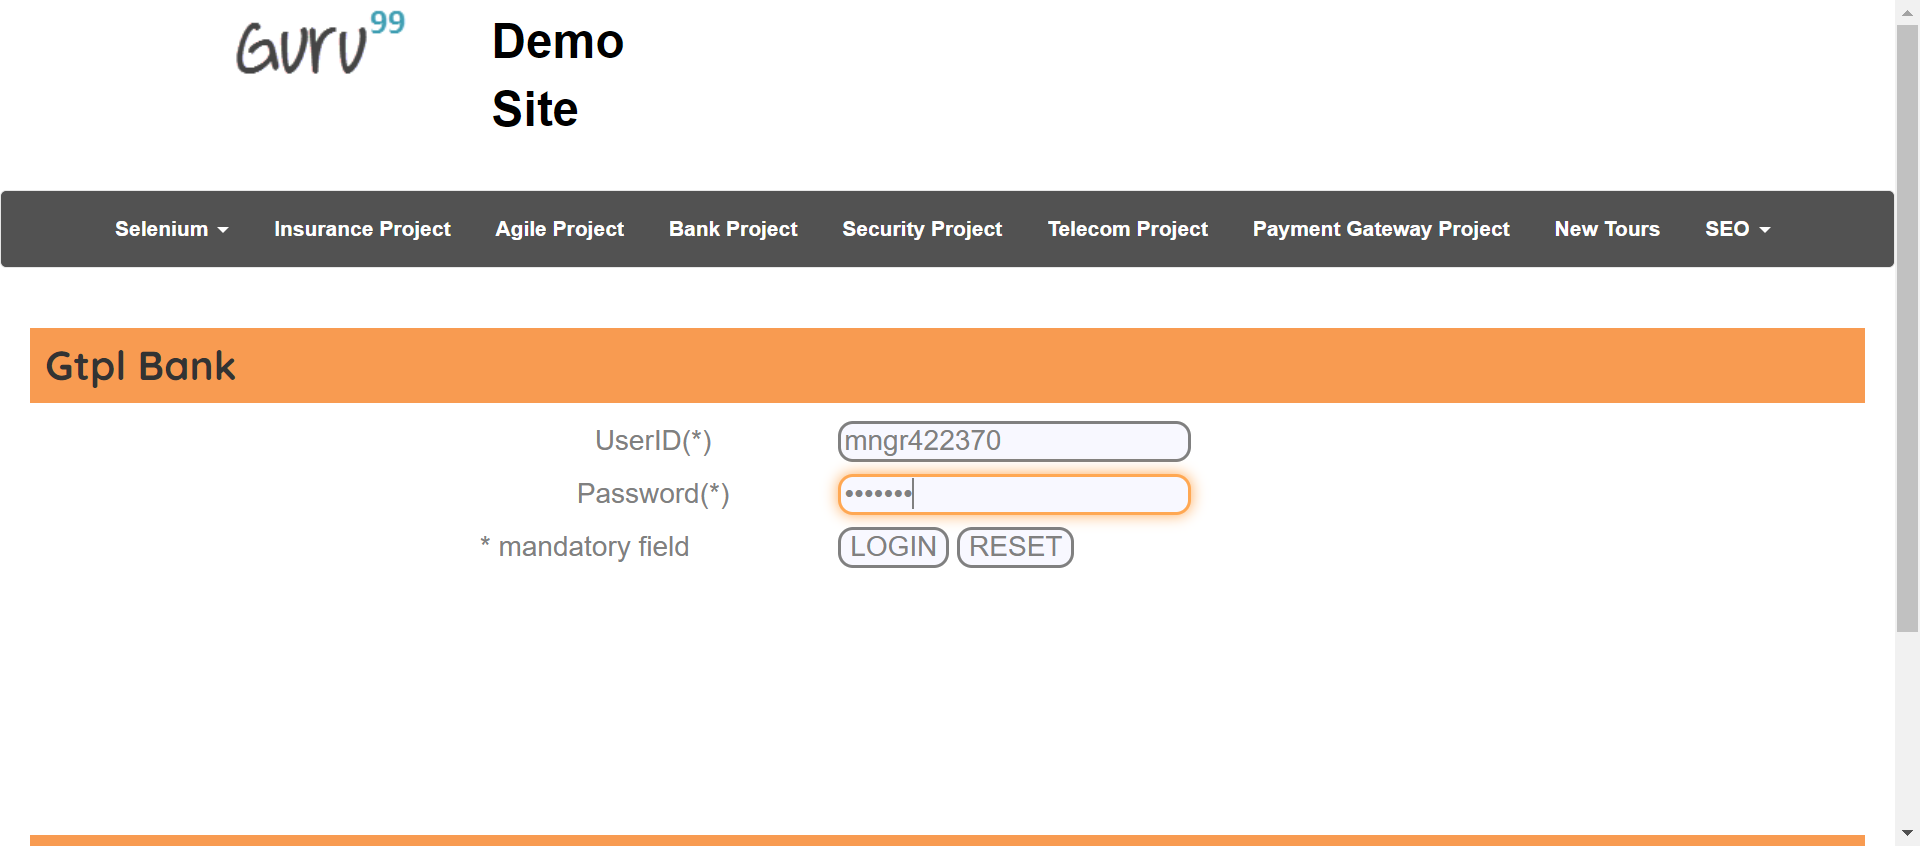 Guru99
Demo
Site
Selenium Insurance Project Agile Project Bank Project Security Project Telecom Project Payment Gateway Project New Tours SEO
Gtpl Bank
UserID(*) mngr422370
Password(*) •••••••
* mandatory field LOGIN RESET